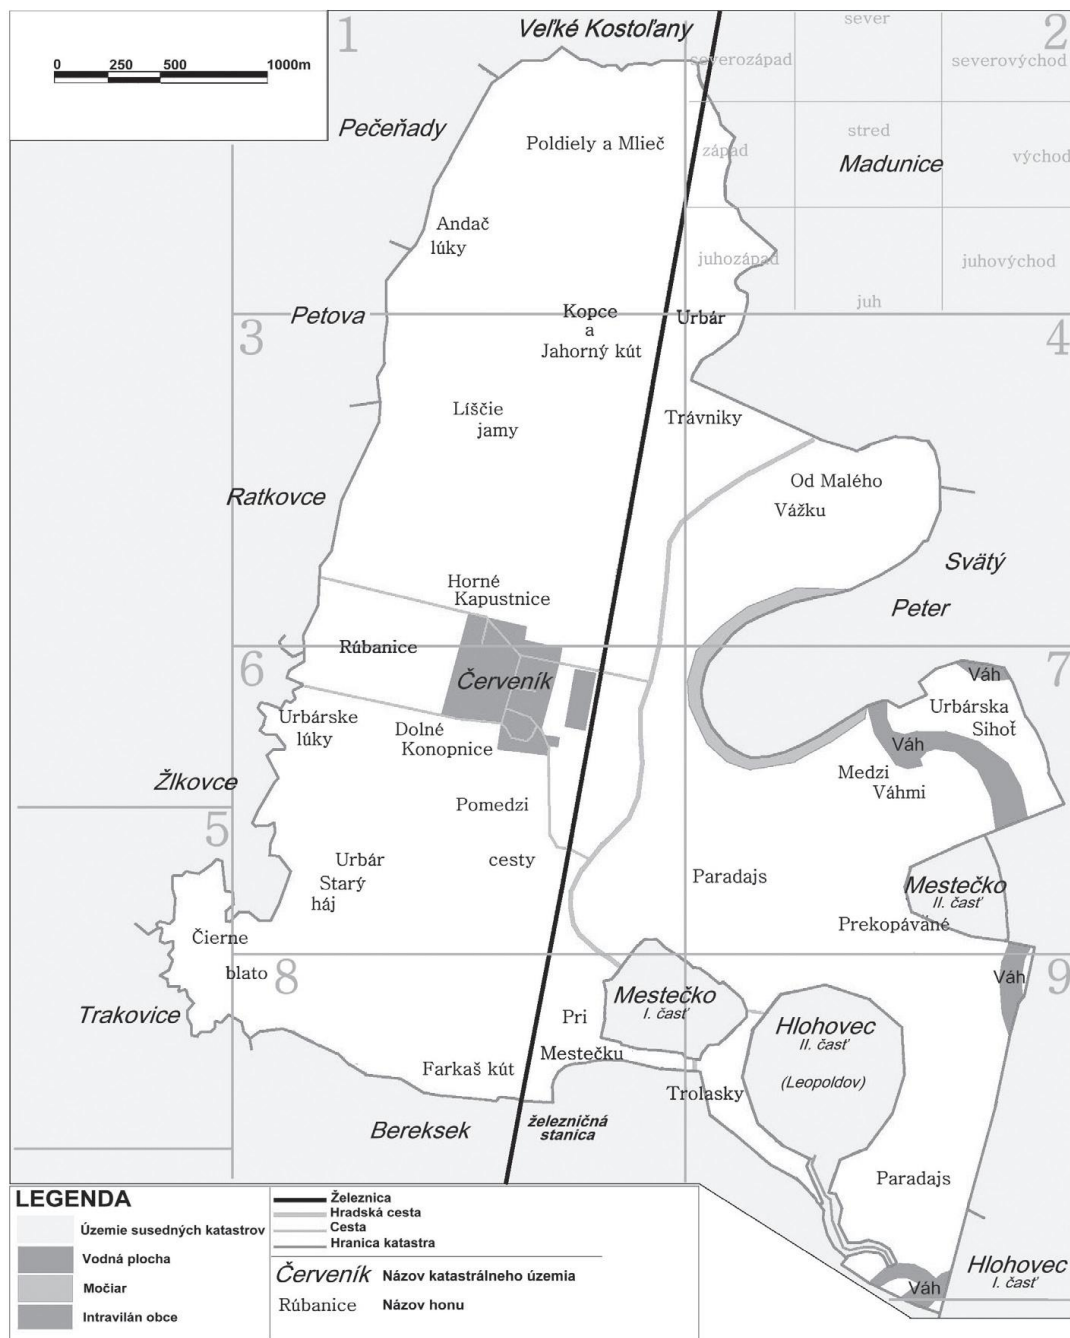 0 250 500 1000m
1
Veľké Kostoľany
2
sever
severozápad
severovýchod
Pečeňady
Poldiely a Mlieč
západ
stred
východ
Madunice
Andač
lúky
juhozápad
juhovýchod
juh
Petova
3
Kopce
a
Jahorný kút
Urbár
4
Líščie
jamy
Trávniky
Ratkovce
Od Malého
Vážku
Svätý
Peter
Horné
Kapustnice
Rúbanice
6
Červeník
7
Váh
Urbárska
Sihoť
Urbárske
lúky
Dolné
Konopnice
Váh
Medzi
Váhmi
Žlkovce
Pomedzi
cesty
5
Urbár
Starý
háj
Paradajs
Mestečko
II. časť
Prekopáváné
Čierne
blato
8
9
Váh
Trakovice
Mestečko
I. časť
Pri
Mestečku
Hlohovec
II. časť
(Leopoldov)
Farkaš kút
Trolasky
Bereksek
železničná
stanica
Paradajs
Hlohovec
I. časť
Váh
LEGENDA
Územie susedných katastrov
Vodná plocha
Močiar
Intravilán obce
Železnica
Hradská cesta
Cesta
Hranica katastra
Červeník Názov katastrálneho územia
Rúbanice Názov honu